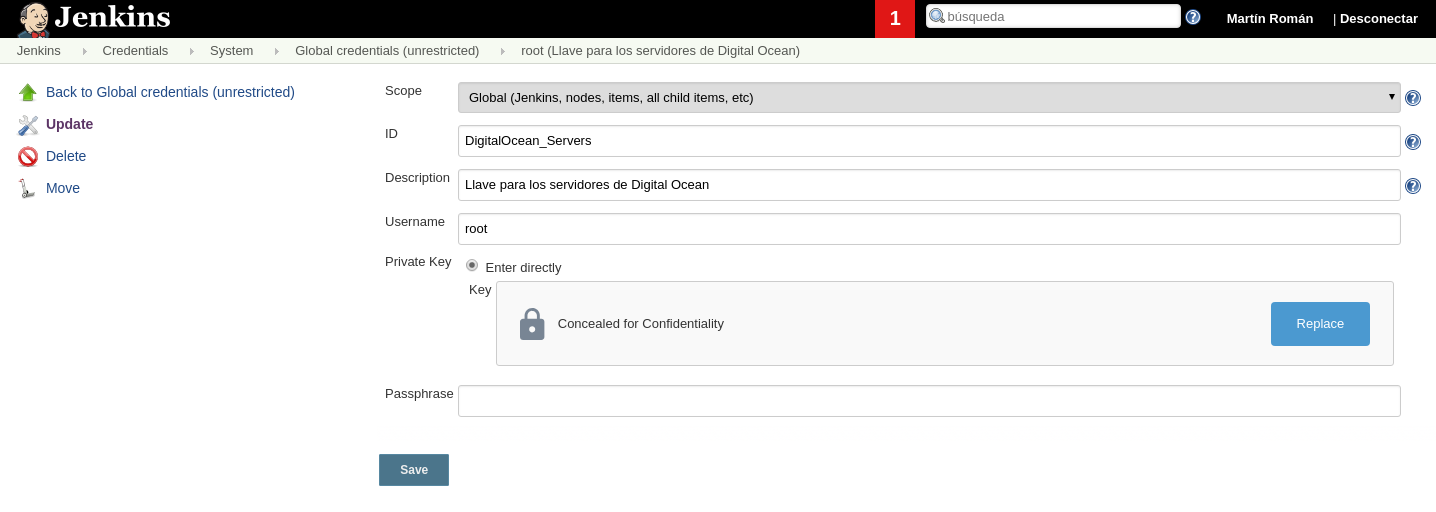 Jenkins
1
búsqueda
Martín Román
| Desconectar
Jenkins
Credentials
System
Global credentials (unrestricted)
root (Llave para los servidores de Digital Ocean)
Back to Global credentials (unrestricted)
Update
Delete
Move
Scope
Global (Jenkins, nodes, items, all child items, etc)
ID
DigitalOcean_Servers
Description
Llave para los servidores de Digital Ocean
Username
root
Private Key
Enter directly
Key
Concealed for Confidentiality
Replace
Passphrase
Save